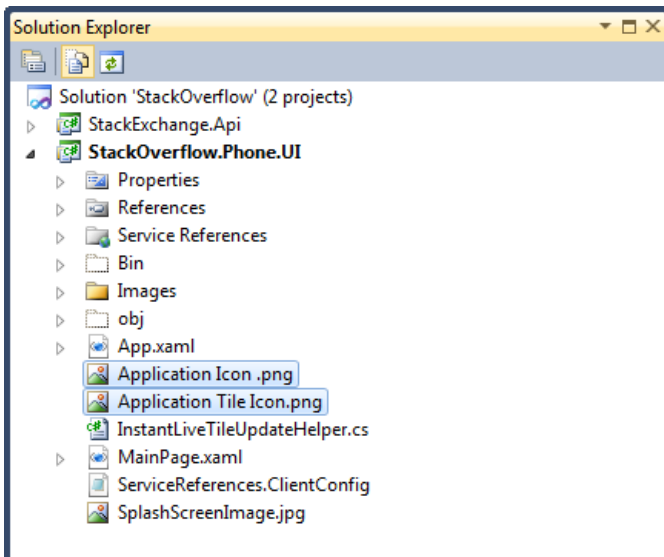 Solution Explorer
Solution 'StackOverflow' (2 projects)
C# StackExchange.Api
C# StackOverflow.Phone.UI
Properties
References
Service References
Bin
Images
obj
App.xaml
Application Icon .png
Application Tile Icon.png
C# InstantLiveTileUpdateHelper.cs
MainPage.xaml
ServiceReferences.ClientConfig
SplashScreenImage.jpg